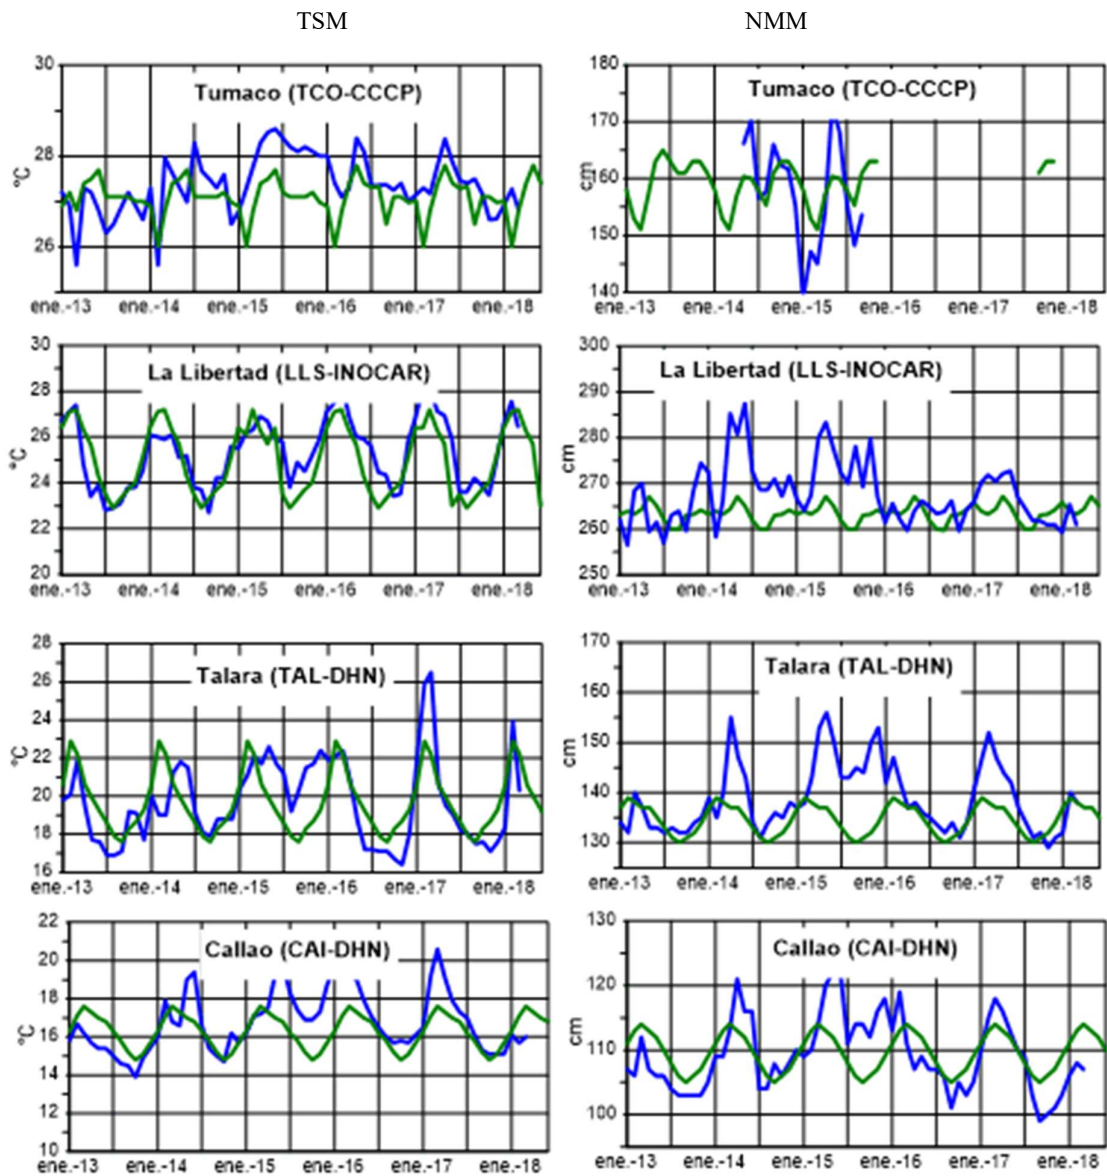 TSM
NMM
30
Tumaco (TCO-CCCP)
28
°C
26
ene.-13 ene.-14 ene.-15 ene.-16 ene.-17 ene.-18
180
Tumaco (TCO-CCCP)
170
160
cm
150
140
ene.-13 ene.-14 ene.-15 ene.-16 ene.-17 ene.-18
30
La Libertad (LLS-INOCAR)
28
26
°C
24
22
20
ene.-13 ene.-14 ene.-15 ene.-16 ene.-17 ene.-18
300
La Libertad (LLS-INOCAR)
290
280
cm
270
260
250
ene.-13 ene.-14 ene.-15 ene.-16 ene.-17 ene.-18
28
Talara (TAL-DHN)
26
24
°C
22
20
18
16
ene.-13 ene.-14 ene.-15 ene.-16 ene.-17 ene.-18
170
Talara (TAL-DHN)
160
150
cm
140
130
ene.-13 ene.-14 ene.-15 ene.-16 ene.-17 ene.-18
22
Callao (CAI-DHN)
20
18
°C
16
14
12
10
ene.-13 ene.-14 ene.-15 ene.-16 ene.-17 ene.-18
130
Callao (CAI-DHN)
120
cm
110
100
ene.-13 ene.-14 ene.-15 ene.-16 ene.-17 ene.-18